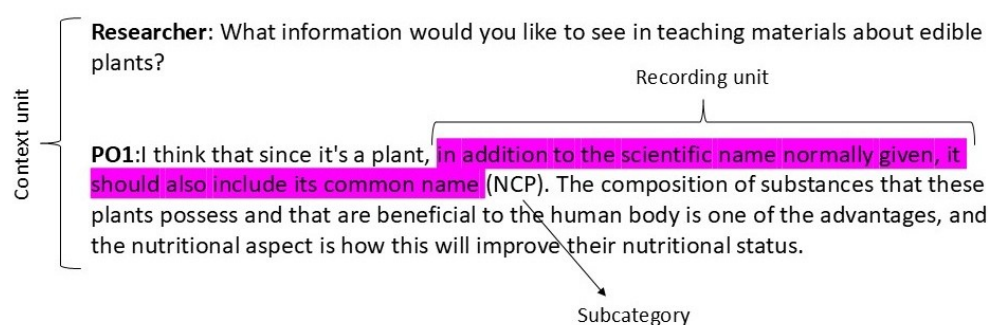 Researcher: What information would you like to see in teaching materials about edible
plants?
Recording unit
Context unit
PO1:I think that since it's a plant, in addition to the scientific name normally given, it
should also include its common name (NCP). The composition of substances that these
plants possess and that are beneficial to the human body is one of the advantages, and
the nutritional aspect is how this will improve their nutritional status.
Subcategory